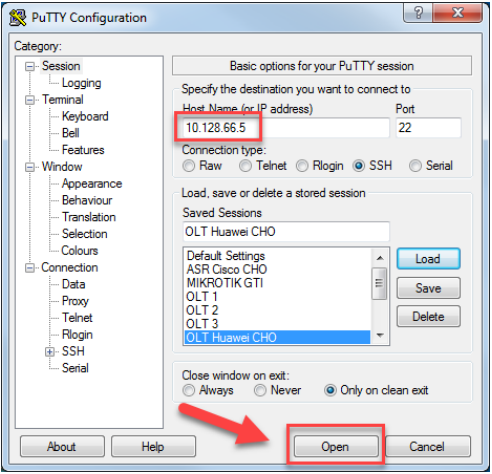 PuTTY Configuration
?
Category:
Session
Logging
Terminal
Keyboard
Bell
Features
Window
Appearance
Behaviour
Translation
Selection
Colours
Connection
Data
Proxy
Telnet
Rlogin
SSH
Serial
Basic options for your PuTTY session
Specify the destination you want to connect to
Host Name (or IP address) Port
10.128.66.5 22
Connection type:
Raw Telnet Rlogin SSH Serial
Load, save or delete a stored session
Saved Sessions
OLT Huawei CHO
Default Settings
ASR Cisco CHO
MIKROTIK GTI
OLT 1
OLT 2
OLT 3
OLT Huawei CHO
Load
Save
Delete
Close window on exit:
Always Never Only on clean exit
About Help Open Cancel